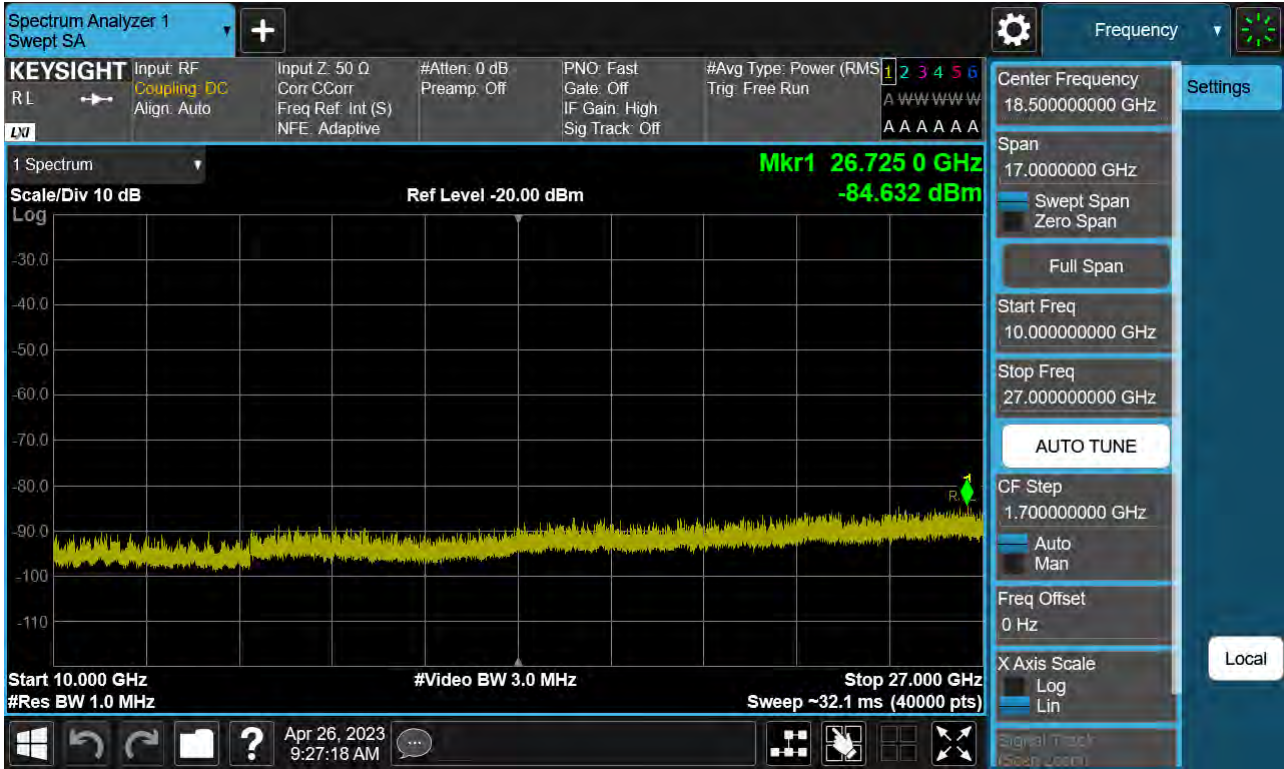 Spectrum Analyzer 1
Swept SA
+
Frequency
KEYSIGHT
R L
LXI
Input: RF
Coupling: DC
Align: Auto
Input Z: 50 Ω
Corr CCorr
Freq Ref: Int (S)
NFE: Adaptive
#Atten: 0 dB
Preamp: Off
PNO: Fast
Gate: Off
IF Gain: High
Sig Track: Off
#Avg Type: Power (RMS
Trig: Free Run
1 2 3 4 5 6
A W W W W W
A A A A A A
1 Spectrum
Mkr1 26.725 0 GHz
Scale/Div 10 dB
Ref Level -20.00 dBm
-84.632 dBm
Log
-30.0
-40.0
-50.0
-60.0
-70.0
-80.0
-90.0
-100
-110
1
Start 10.000 GHz
#Video BW 3.0 MHz
Stop 27.000 GHz
#Res BW 1.0 MHz
Sweep ~32.1 ms (40000 pts)
Center Frequency
18.500000000 GHz
Settings
Span
17.0000000 GHz
Swept Span
Zero Span
Full Span
Start Freq
10.000000000 GHz
Stop Freq
27.000000000 GHz
AUTO TUNE
CF Step
1.700000000 GHz
Auto
Man
Freq Offset
0 Hz
X Axis Scale
Log
Lin
Local
Signal Track
(Span Zoom)
?
Apr 26, 2023
9:27:18 AM